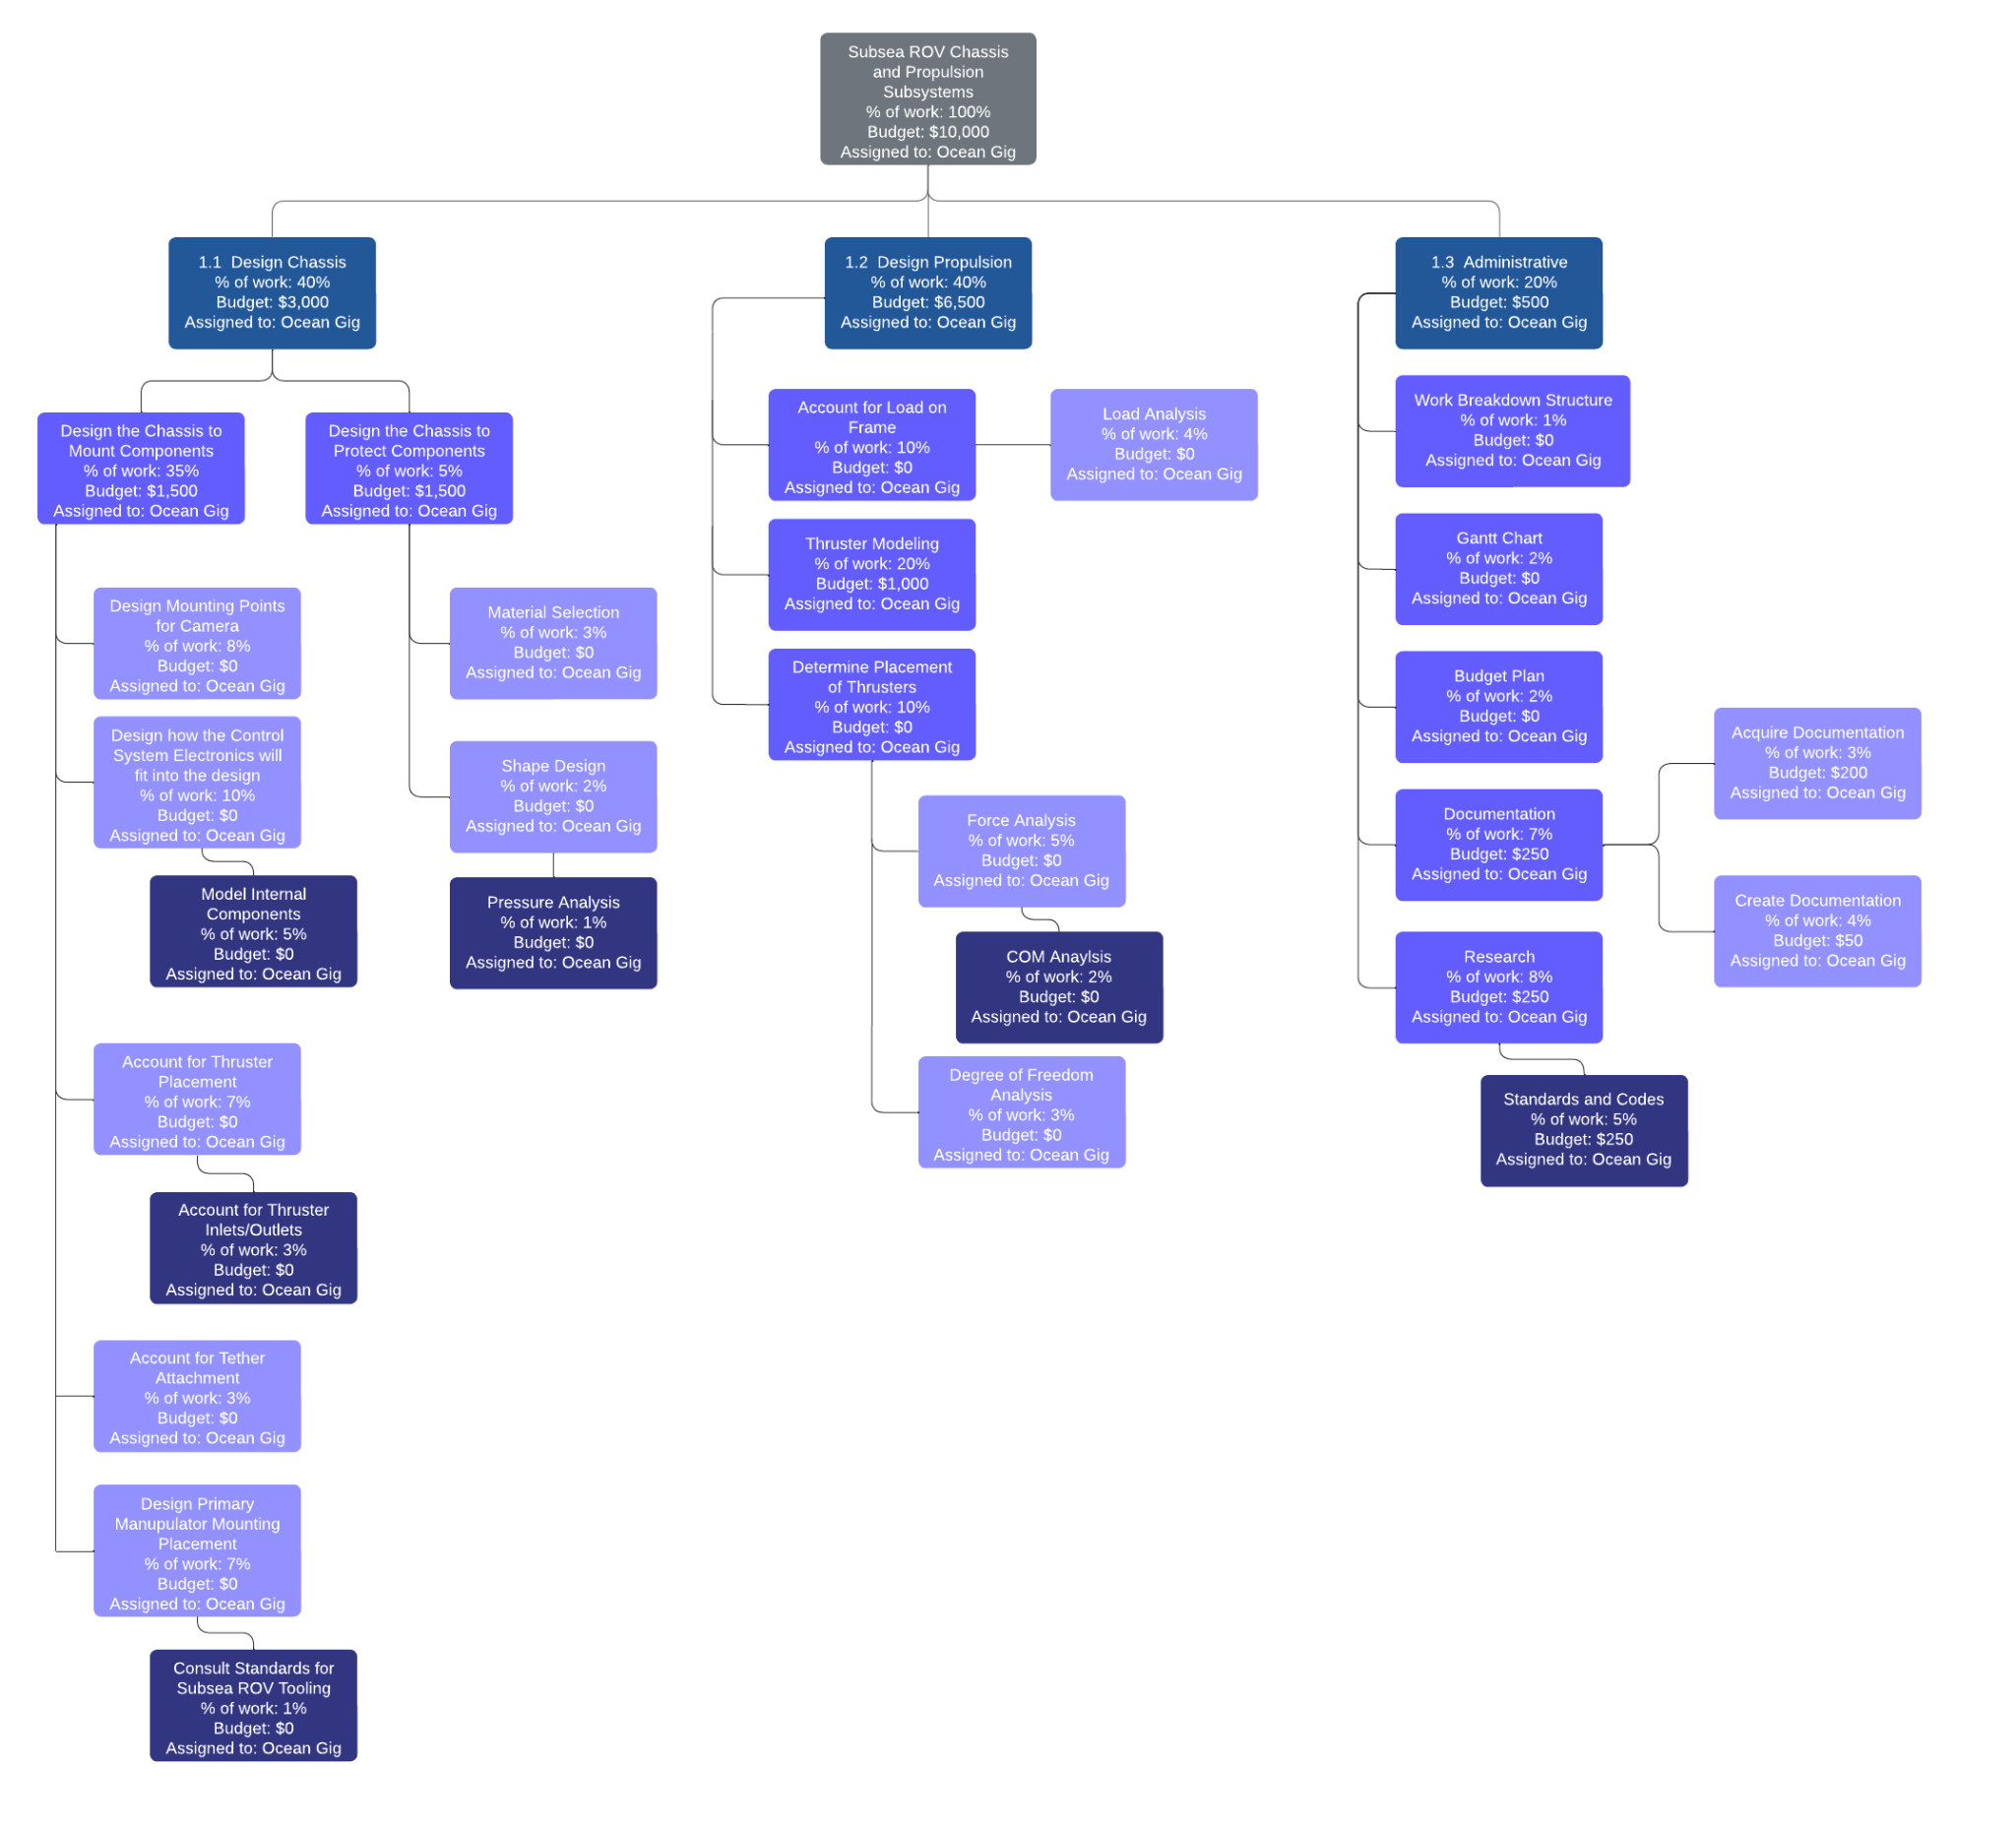 Subsea ROV Chassis
and Propulsion
Subsystems
% of work: 100%
Budget: $10,000
Assigned to: Ocean Gig
1.1  Design Chassis
% of work: 40%
Budget: $3,000
Assigned to: Ocean Gig
Design the Chassis to
Mount Components
% of work: 35%
Budget: $1,500
Assigned to: Ocean Gig
Design Mounting Points
for Camera
% of work: 8%
Budget: $0
Assigned to: Ocean Gig
Design how the Control
System Electronics will
fit into the design
% of work: 10%
Budget: $0
Assigned to: Ocean Gig
Model Internal
Components
% of work: 5%
Budget: $0
Assigned to: Ocean Gig
Account for Thruster
Placement
% of work: 7%
Budget: $0
Assigned to: Ocean Gig
Account for Thruster
Inlets/Outlets
% of work: 3%
Budget: $0
Assigned to: Ocean Gig
Account for Tether
Attachment
% of work: 3%
Budget: $0
Assigned to: Ocean Gig
Design Primary
Manupulator Mounting
Placement
% of work: 7%
Budget: $0
Assigned to: Ocean Gig
Consult Standards for
Subsea ROV Tooling
% of work: 1%
Budget: $0
Assigned to: Ocean Gig
Design the Chassis to
Protect Components
% of work: 5%
Budget: $1,500
Assigned to: Ocean Gig
Material Selection
% of work: 3%
Budget: $0
Assigned to: Ocean Gig
Shape Design
% of work: 2%
Budget: $0
Assigned to: Ocean Gig
Pressure Analysis
% of work: 1%
Budget: $0
Assigned to: Ocean Gig
1.2  Design Propulsion
% of work: 40%
Budget: $6,500
Assigned to: Ocean Gig
Account for Load on
Frame
% of work: 10%
Budget: $0
Assigned to: Ocean Gig
Load Analysis
% of work: 4%
Budget: $0
Assigned to: Ocean Gig
Thruster Modeling
% of work: 20%
Budget: $1,000
Assigned to: Ocean Gig
Determine Placement
of Thrusters
% of work: 10%
Budget: $0
Assigned to: Ocean Gig
Force Analysis
% of work: 5%
Budget: $0
Assigned to: Ocean Gig
COM Anaylsis
% of work: 2%
Budget: $0
Assigned to: Ocean Gig
Degree of Freedom
Analysis
% of work: 3%
Budget: $0
Assigned to: Ocean Gig
1.3  Administrative
% of work: 20%
Budget: $500
Assigned to: Ocean Gig
Work Breakdown Structure
% of work: 1%
Budget: $0
Assigned to: Ocean Gig
Gantt Chart
% of work: 2%
Budget: $0
Assigned to: Ocean Gig
Budget Plan
% of work: 2%
Budget: $0
Assigned to: Ocean Gig
Documentation
% of work: 7%
Budget: $250
Assigned to: Ocean Gig
Acquire Documentation
% of work: 3%
Budget: $200
Assigned to: Ocean Gig
Create Documentation
% of work: 4%
Budget: $50
Assigned to: Ocean Gig
Research
% of work: 8%
Budget: $250
Assigned to: Ocean Gig
Standards and Codes
% of work: 5%
Budget: $250
Assigned to: Ocean Gig